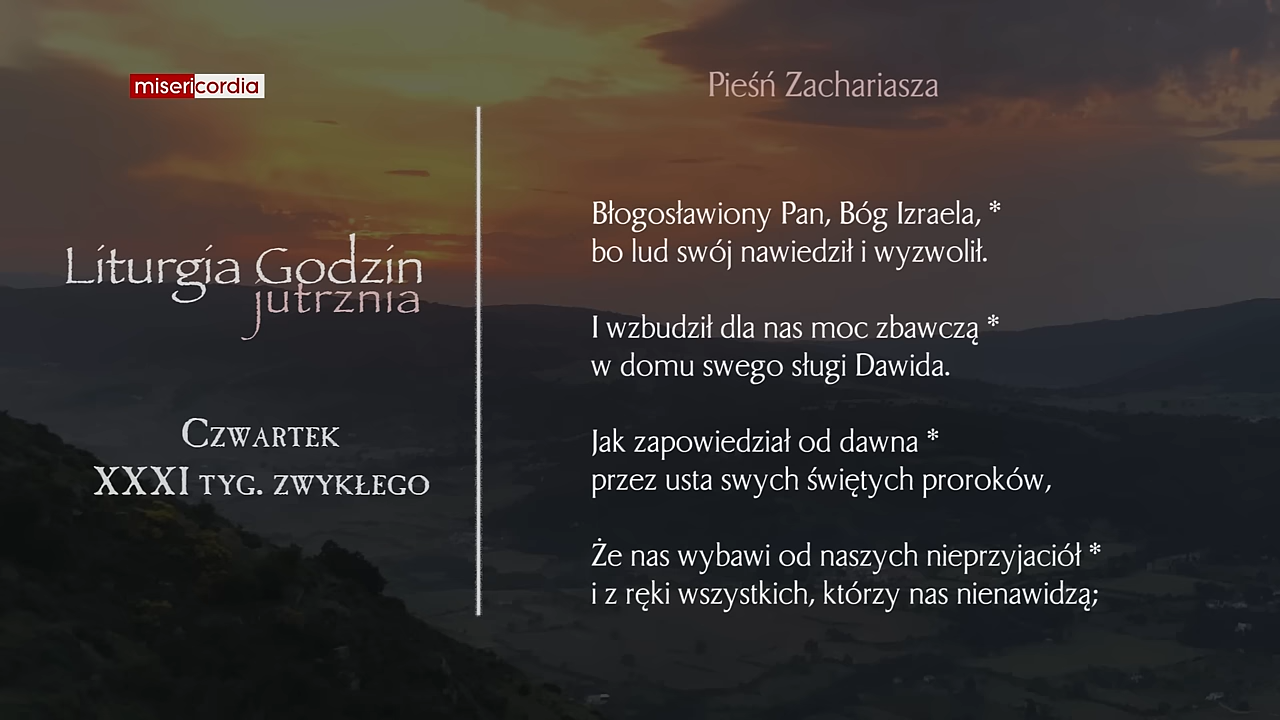 misericordia
Liturgia Godzin
jutrznia
Czwartek
XXXI tyg. zwykłego
Pieśń Zachariasza
Błogosławiony Pan, Bóg Izraela, *
bo lud swój nawiedził i wyzwolił.
I wzbudził dla nas moc zbawczą *
w domu swego sługi Dawida.
Jak zapowiedział od dawna *
przez usta swych świętych proroków,
Że nas wybawi od naszych nieprzyjaciół *
i z ręki wszystkich, którzy nas nienawidzą;